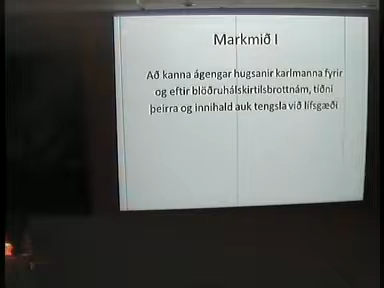 Markmið I
Að kanna ágengar hugsanir karlmanna fyrir
og eftir blöðruhálskirtilsbrottnám, tíðni
þeirra og innihald auk tengsla við lífsgæði